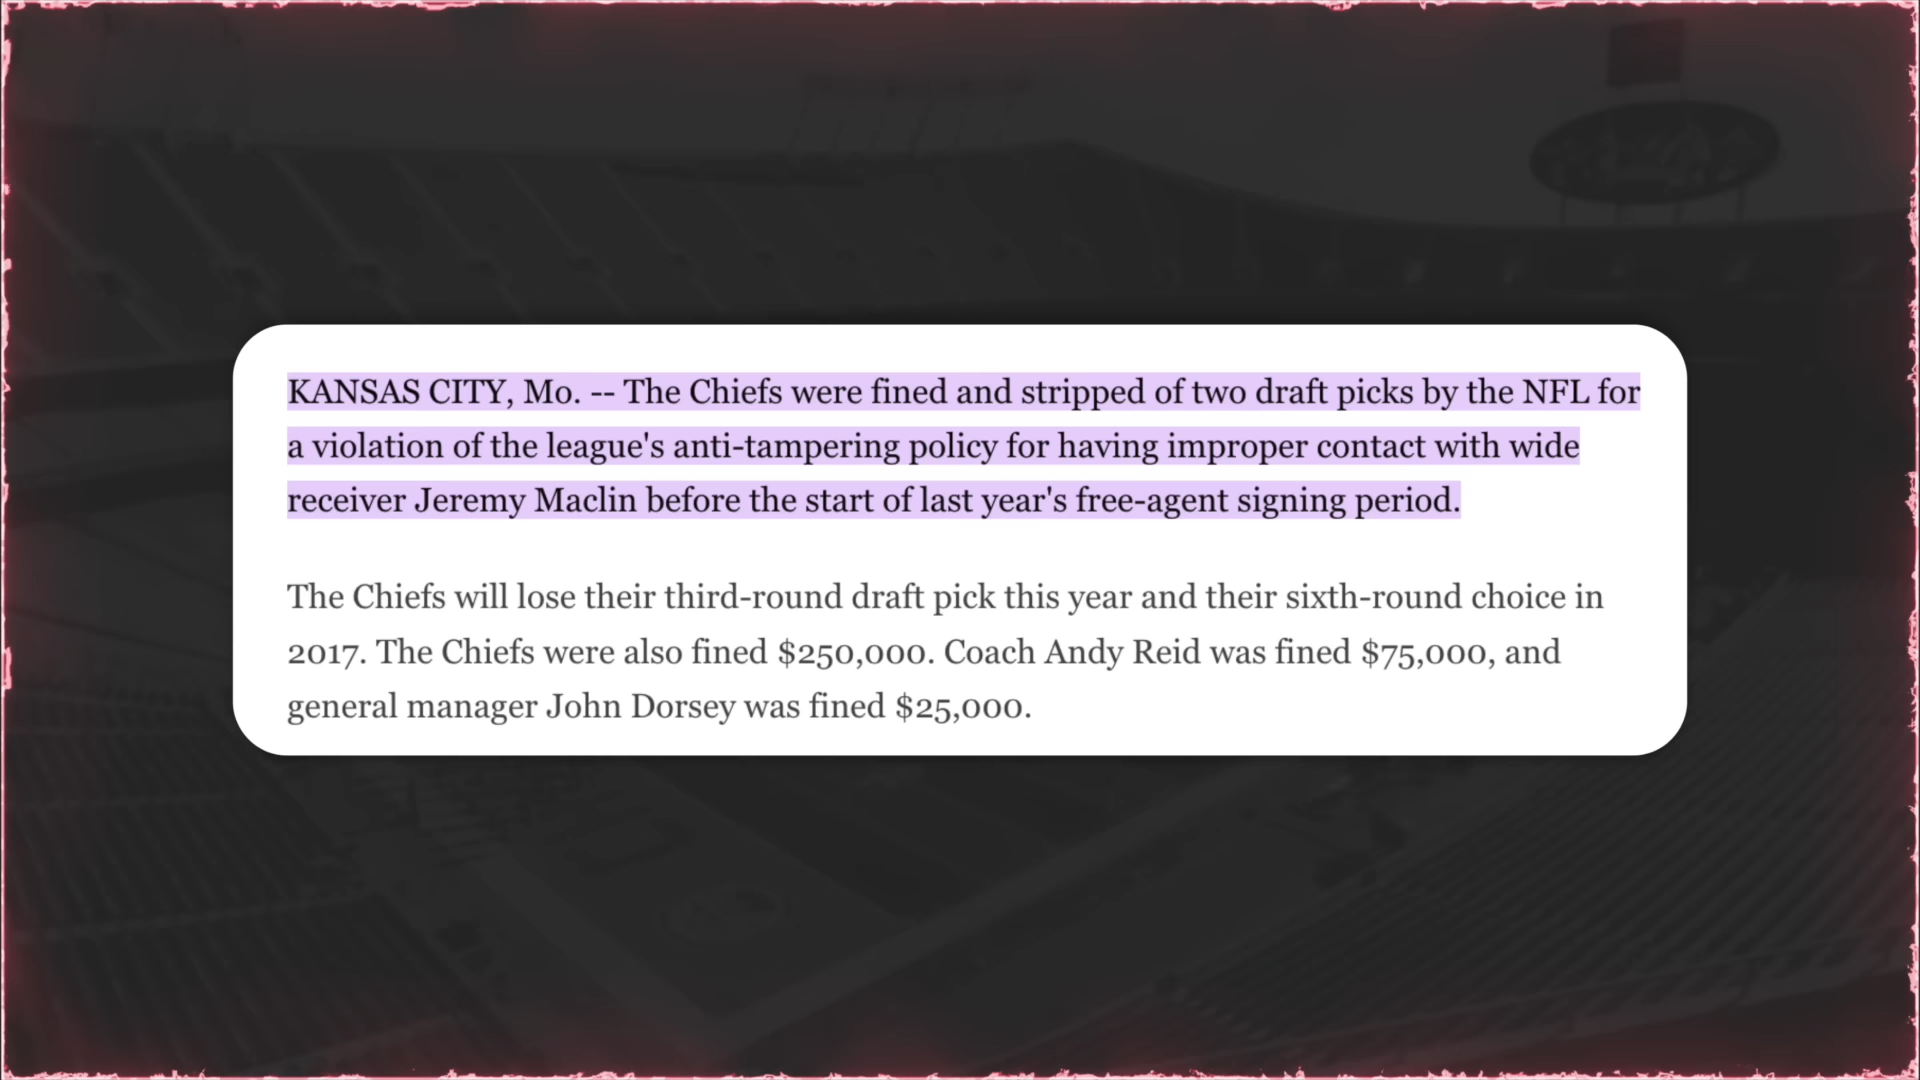 KANSAS CITY, Mo. -- The Chiefs were fined and stripped of two draft picks by the NFL for
a violation of the league's anti-tampering policy for having improper contact with wide
receiver Jeremy Maclin before the start of last year's free-agent signing period.
The Chiefs will lose their third-round draft pick this year and their sixth-round choice in
2017. The Chiefs were also fined $250,000. Coach Andy Reid was fined $75,000, and
general manager John Dorsey was fined $25,000.